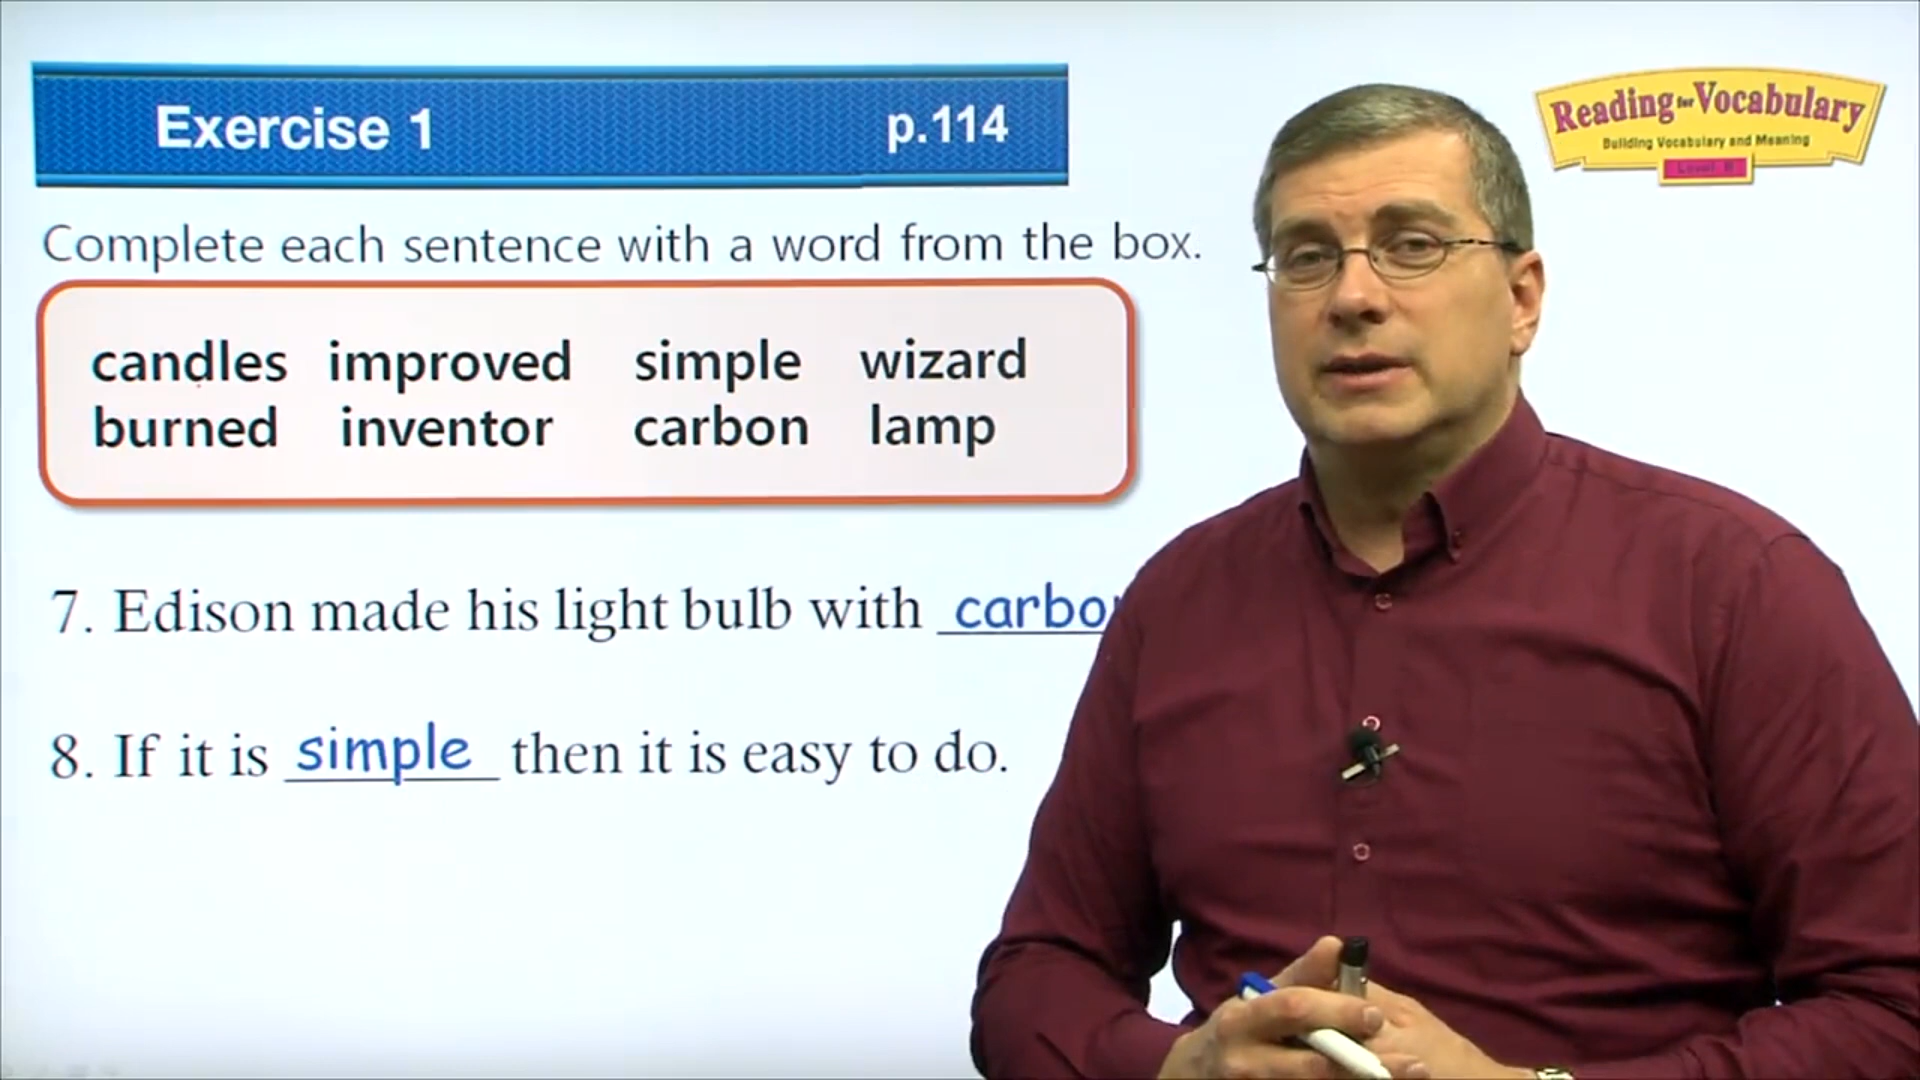 Exercise 1 p.114
Reading for Vocabulary
Building Vocabulary and Meaning
Complete each sentence with a word from the box.
candles improved simple wizard
burned inventor carbon lamp
7. Edison made his light bulb with carbo
8. If it is simple then it is easy to do.